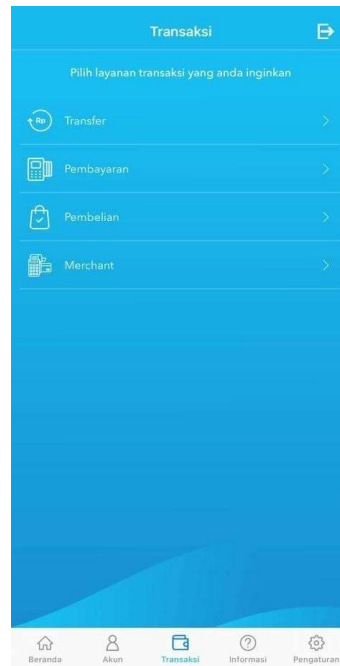 Transaksi
Pilih layanan transaksi yang anda inginkan
Rp
Transfer
Pembayaran
Pembelian
Merchant
Beranda
Akun
Transaksi
Informasi
Pengaturan